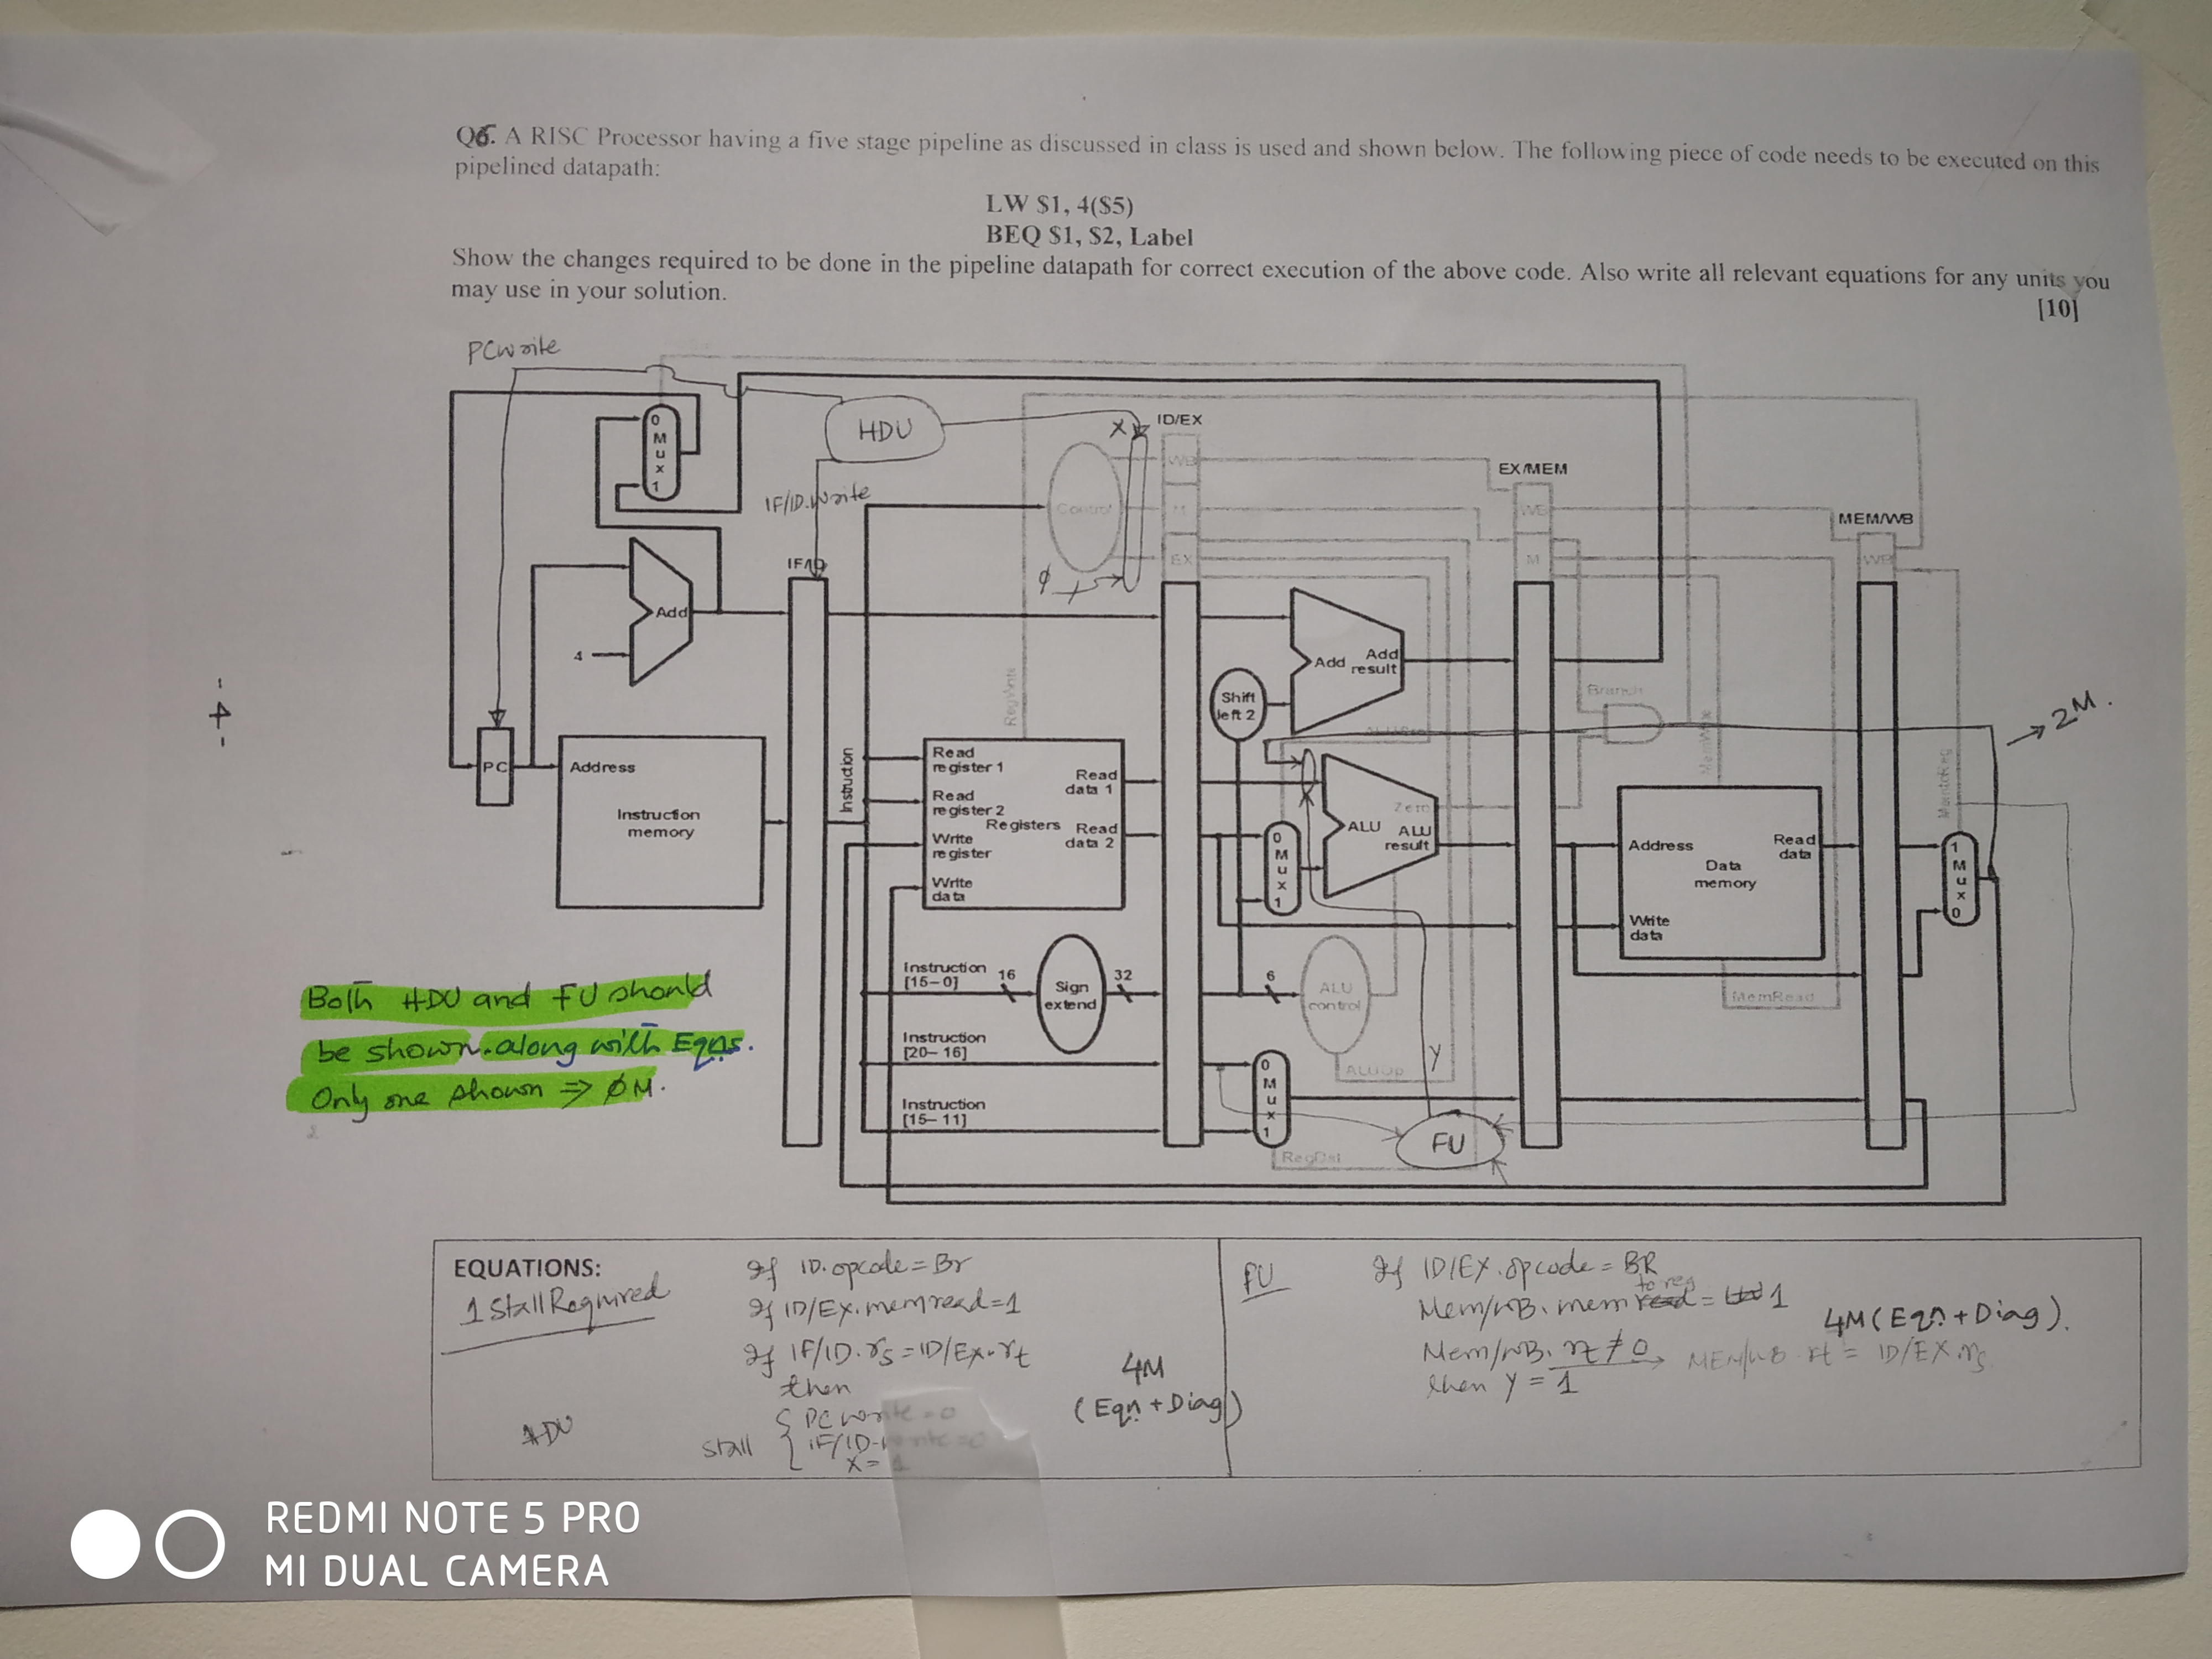 Q6. A RISC Processor having a five stage pipeline as discussed in class is used and shown below. The following piece of code needs to be executed on this
pipelined datapath:
LW $1, 4($5)
BEQ $1, $2, Label
Show the changes required to be done in the pipeline datapath for correct execution of the above code. Also write all relevant equations for any units you
may use in your solution.
[10]
PCwrite
HDU
X
ID/EX
0
M
u
x
1
IF/ID.Write
Control
WB
M
EX
EX/MEM
WB
M
MEM/WB
WB
ϕ
IF/ID
Add
4
RegWrite
Shift
left 2
Add
Add
result
Branch
ALUSrc
MemWrite
→ 2M.
-4-
PC
Address
Instruction
memory
Instruction
Read
register 1
Read
register 2
Write
register
Write
data
Registers
Read
data 1
Read
data 2
0
M
u
x
1
Zero
ALU
ALU
result
Address
Read
data
Data
memory
Write
data
MemtoReg
1
M
u
x
0
Instruction
[15–0]
16
Sign
extend
32
6
ALU
control
MemRead
Both HDU and FU should
be shown. along with Eqns.
Only one shown ⇒ ϕM.
Instruction
[20–16]
Instruction
[15–11]
0
M
u
x
1
ALUOp
Y
FU
RegDst
EQUATIONS:
1 Stall Required
HDU
If ID.opcode = Br
If ID/EX.memread = 1
If IF/ID.rs = ID/EX.rt
then
stall { PCwrite = 0
IF/ID.write = 0
X = 1
4M
(Eqn + Diag)
FU
If ID/EX.opcode = BR
Mem/WB.mem to reg = 1
Mem/WB. rt ≠ 0 → MEM/WB rt = ID/EX rs
then Y = 1
4M (Eqn + Diag).
REDMI NOTE 5 PRO
MI DUAL CAMERA